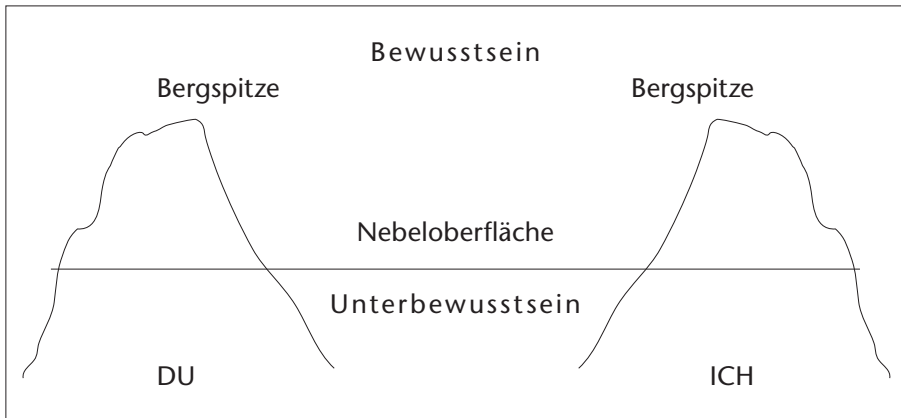 Bewusstsein
Bergspitze Bergspitze
Nebeloberfläche
Unterbewusstsein
DU ICH